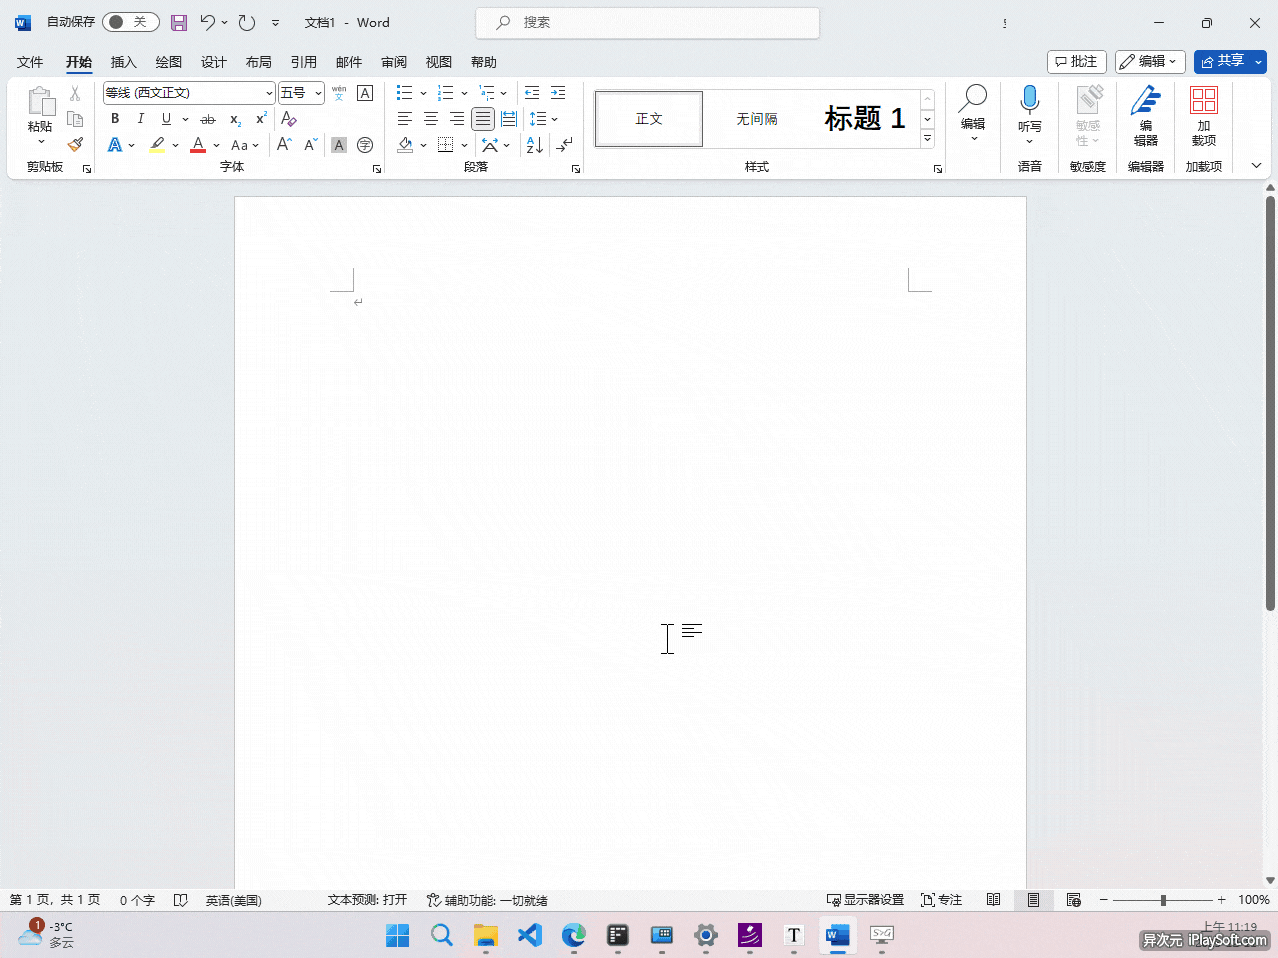 自动保存 关 文档1 - Word 搜索
文件 开始 插入 绘图 设计 布局 引用 邮件 审阅 视图 帮助 批注 编辑 共享
粘贴
剪贴板
等线 (西文正文) 五号 wén 文 A
B I U ab x₂ x² A
A A Aa A A A 字
字体
段落
正文 无间隔 标题 1
样式
编辑
听写
语音
敏感性
敏感度
编辑器
编辑器
加载项
加载项
第 1 页, 共 1 页 0 个字 英语(美国) 文本预测: 打开 辅助功能: 一切就绪 显示器设置 专注 100%
1 -3°C
多云
上午 11:19
异次元 iPlaySoft.com